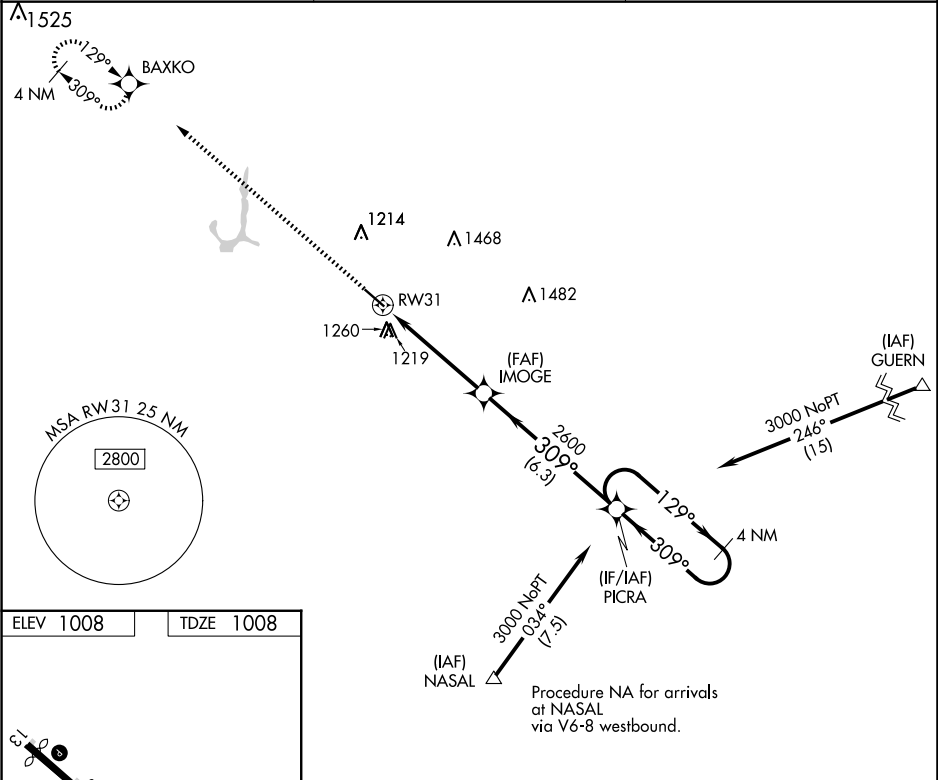 1525
129°
BAXKO
4 NM
309°
1214
1468
RW31
1482
1260
1219
(FAF)
IMOGE
(IAF)
GUERN
3000 NoPT
246°
(15)
MSA RW31 25 NM
2800
2600
309°
(6.3)
129°
309°
4 NM
(IF/IAF)
PICRA
3000 NoPT
034°
(7.5)
(IAF)
NASAL
Procedure NA for arrivals
at NASAL
via V6-8 westbound.
ELEV 1008
TDZE 1008
13
P